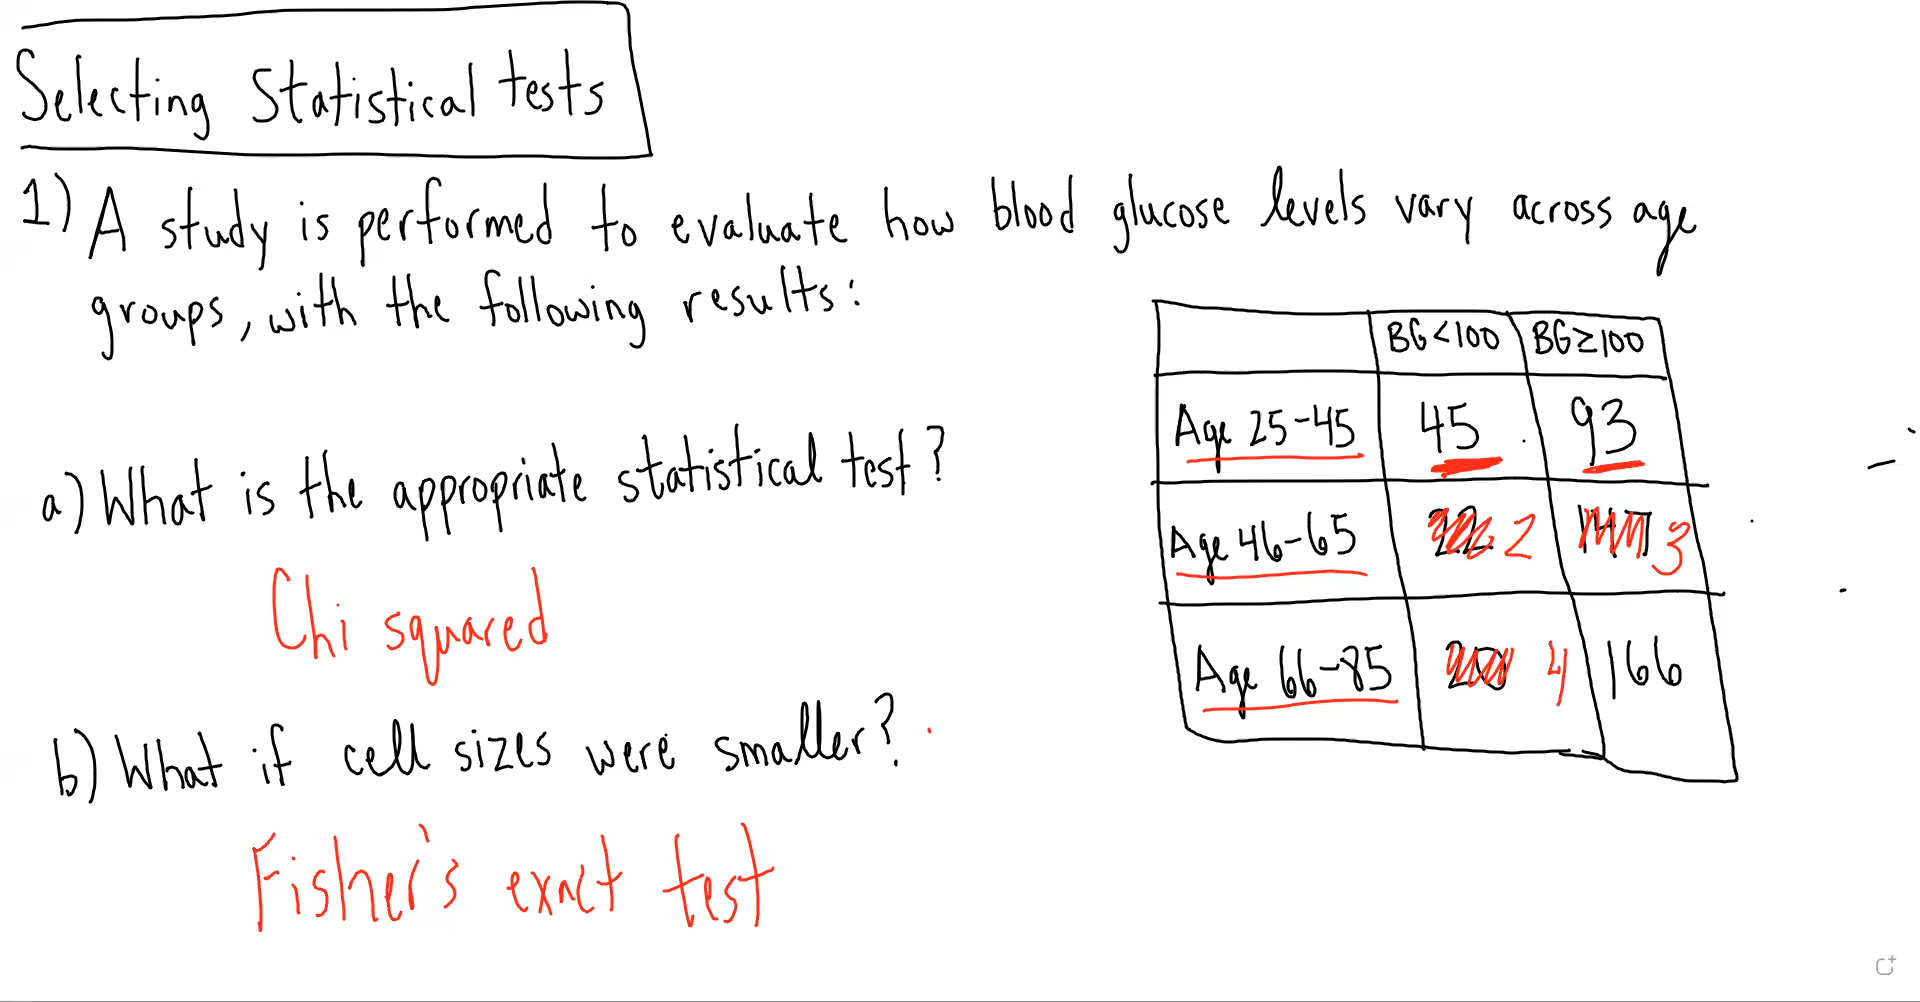 Selecting Statistical tests
1) A study is performed to evaluate how blood glucose levels vary across age
groups, with the following results:
BG<100 BG≥100
Age 25-45 45 93
Age 46-65 2 3
Age 66-85 4 166
a) What is the appropriate statistical test?
Chi squared
b) What if cell sizes were smaller?
Fisher's exact test